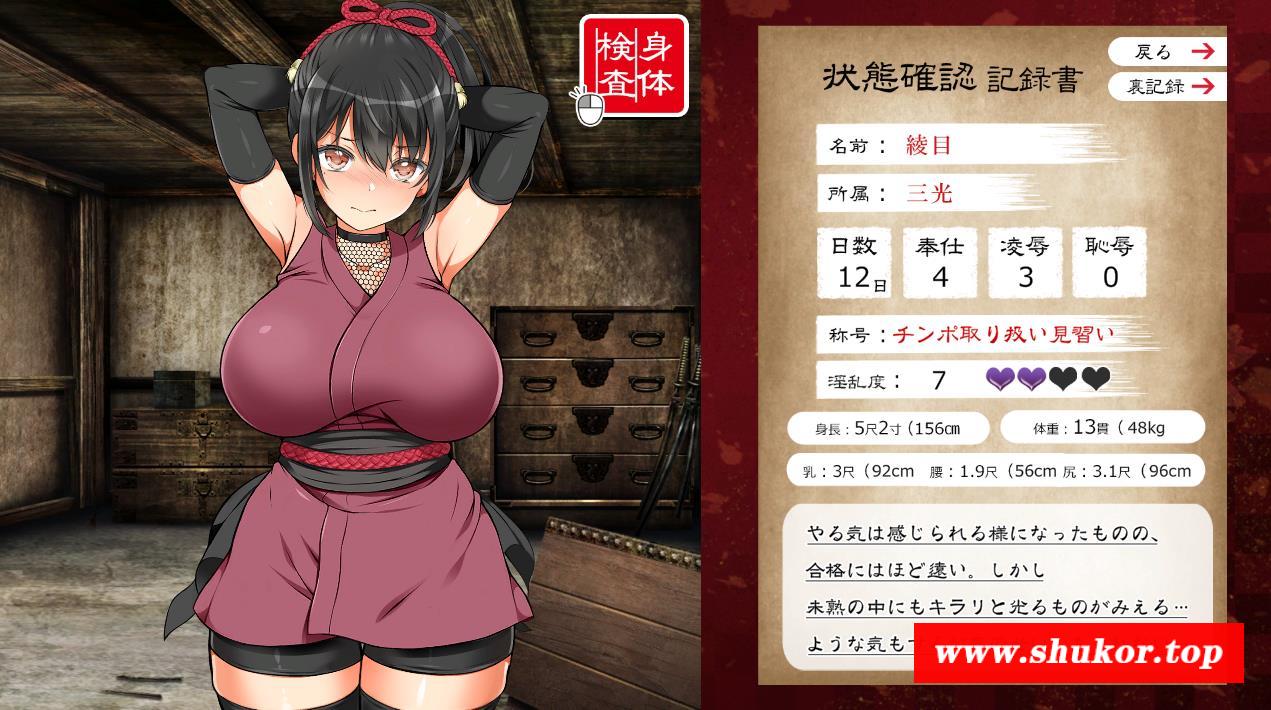 身体
検査
戻る
裏記録
状態確認 記録書
名前： 綾目
所属： 三光
日数 奉仕 凌辱 恥辱
12日 4 3 0
称号：チンポ取り扱い見習い
淫乱度： 7
身長：5尺2寸（156㎝ 体重：13貫（48kg
乳：3尺（92cm 腰：1.9尺（56cm 尻：3.1尺（96cm
やる気は感じられる様になったものの、
合格にはほど遠い。しかし
未熟の中にもキラリと光るものがみえる…
ような気も
www.shukor.top